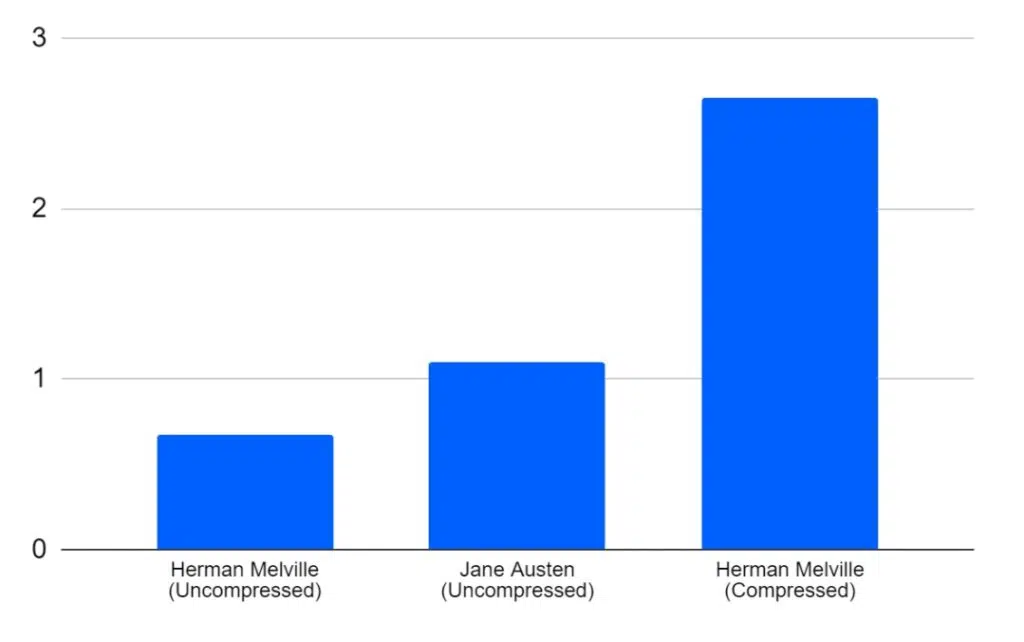 3
2
1
0
Herman Melville
(Uncompressed)
Jane Austen
(Uncompressed)
Herman Melville
(Compressed)